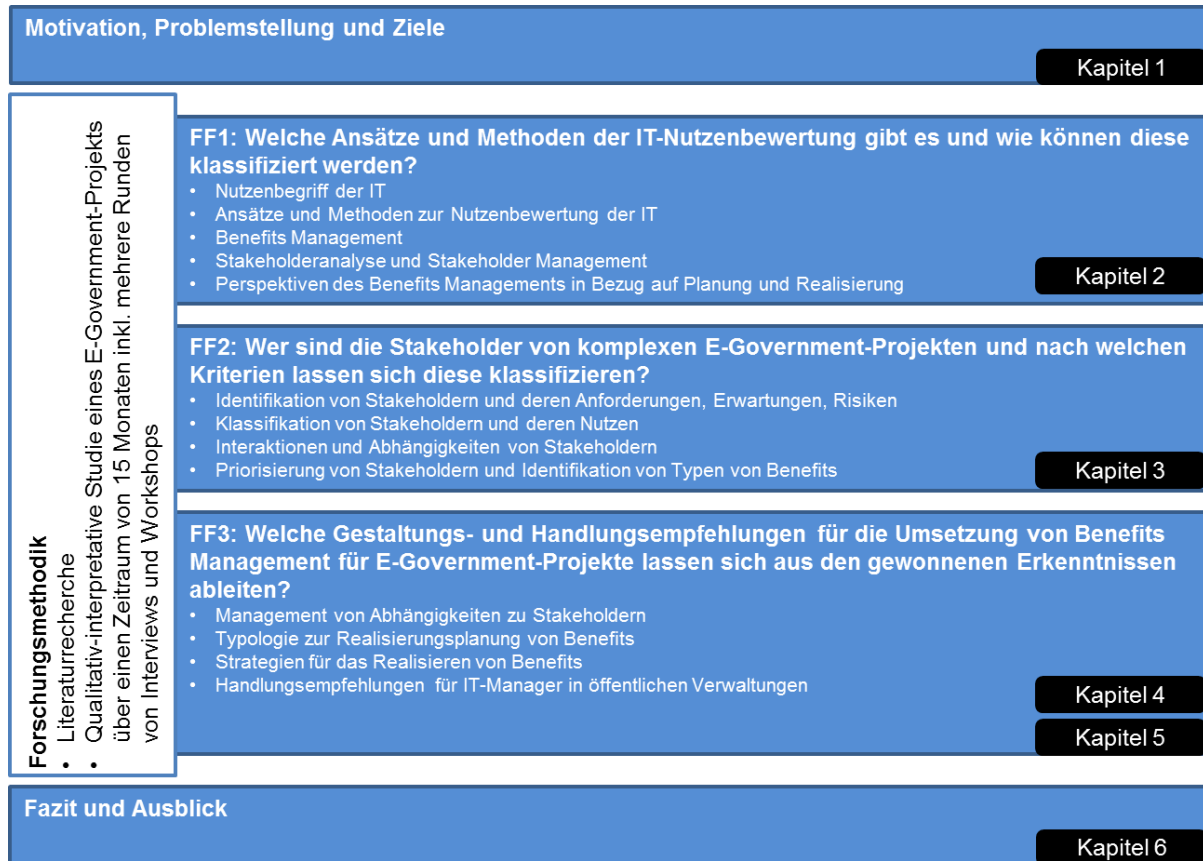 Motivation, Problemstellung und Ziele
Kapitel 1
Forschungsmethodik
• Literaturrecherche
• Qualitativ-interpretative Studie eines E-Government-Projekts
über einen Zeitraum von 15 Monaten inkl. mehrere Runden
von Interviews und Workshops
FF1: Welche Ansätze und Methoden der IT-Nutzenbewertung gibt es und wie können diese
klassifiziert werden?
• Nutzenbegriff der IT
• Ansätze und Methoden zur Nutzenbewertung der IT
• Benefits Management
• Stakeholderanalyse und Stakeholder Management
• Perspektiven des Benefits Managements in Bezug auf Planung und Realisierung
Kapitel 2
FF2: Wer sind die Stakeholder von komplexen E-Government-Projekten und nach welchen
Kriterien lassen sich diese klassifizieren?
• Identifikation von Stakeholdern und deren Anforderungen, Erwartungen, Risiken
• Klassifikation von Stakeholdern und deren Nutzen
• Interaktionen und Abhängigkeiten von Stakeholdern
• Priorisierung von Stakeholdern und Identifikation von Typen von Benefits
Kapitel 3
FF3: Welche Gestaltungs- und Handlungsempfehlungen für die Umsetzung von Benefits
Management für E-Government-Projekte lassen sich aus den gewonnenen Erkenntnissen
ableiten?
• Management von Abhängigkeiten zu Stakeholdern
• Typologie zur Realisierungsplanung von Benefits
• Strategien für das Realisieren von Benefits
• Handlungsempfehlungen für IT-Manager in öffentlichen Verwaltungen
Kapitel 4
Kapitel 5
Fazit und Ausblick
Kapitel 6